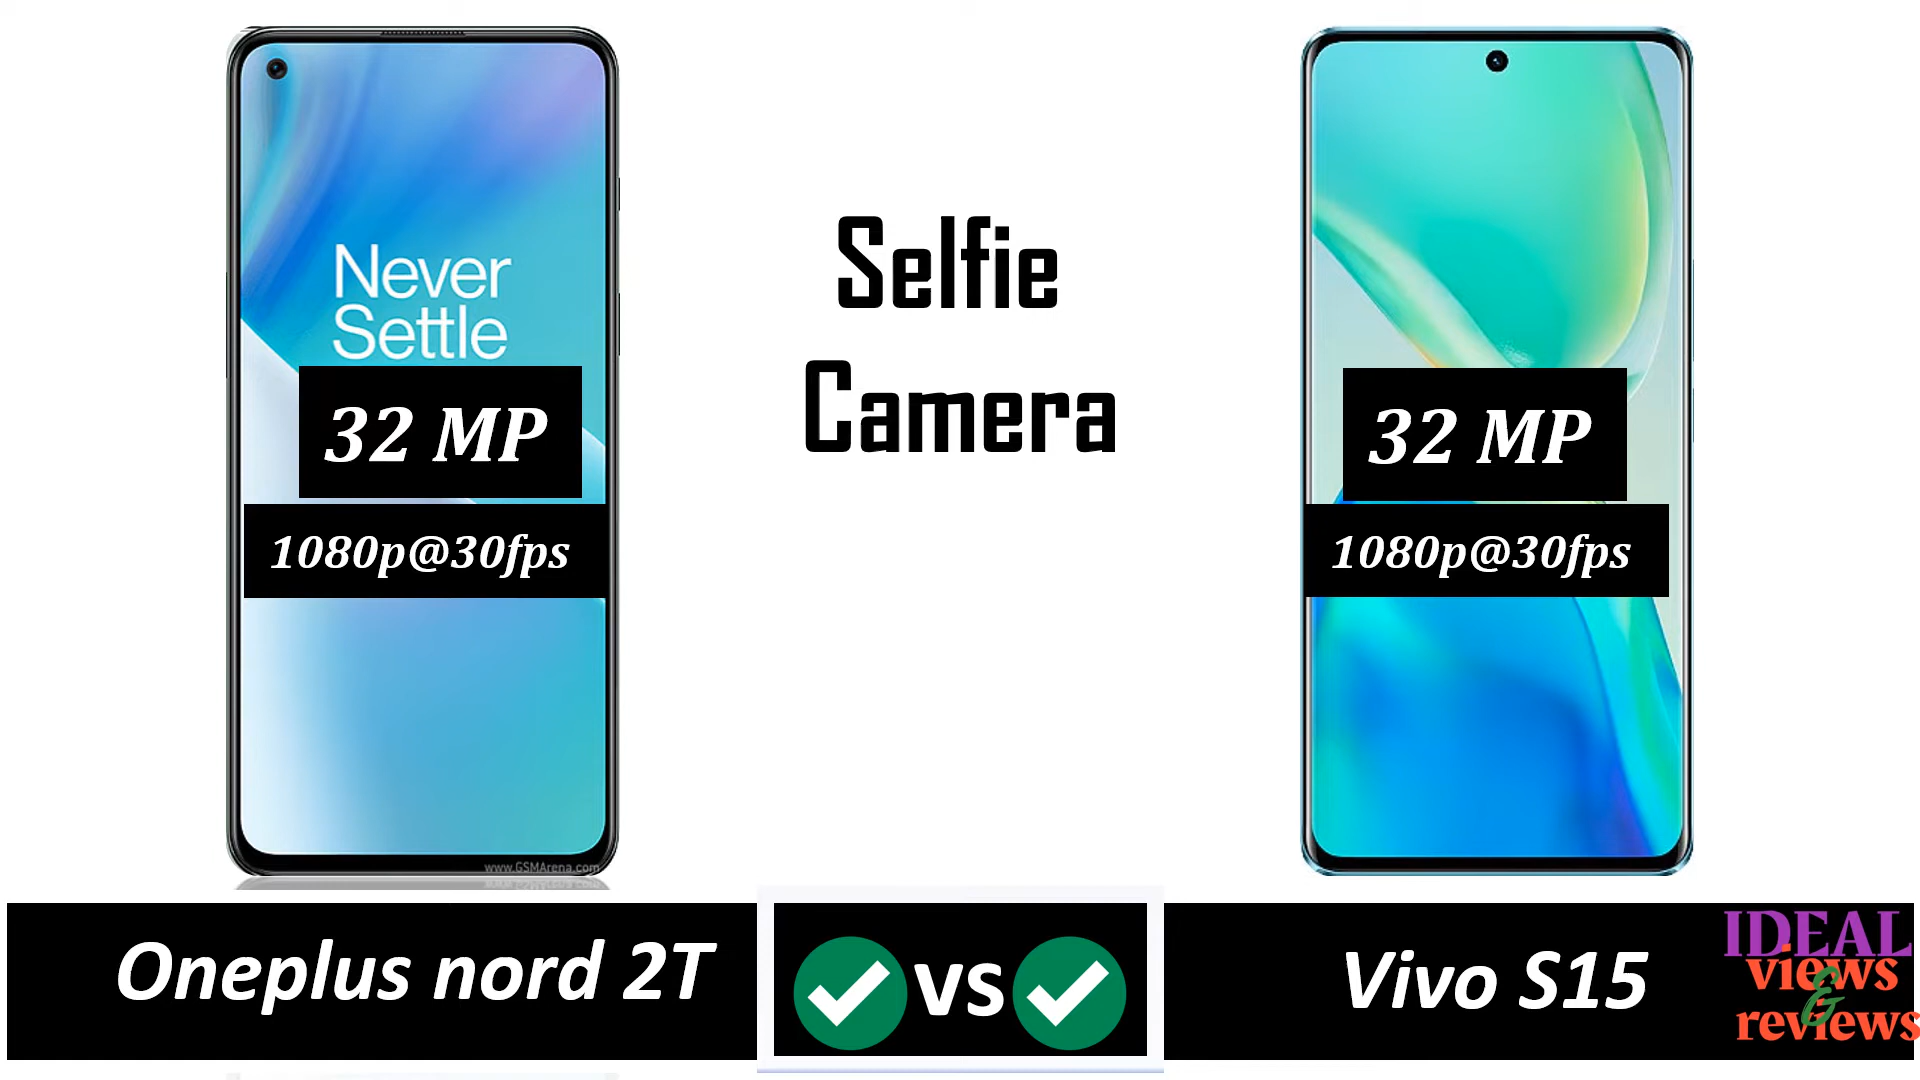 Never
Settle
32 MP
1080p@30fps
www.GSMArena.com
Selfie
Camera
32 MP
1080p@30fps
Oneplus nord 2T
vs
Vivo S15
IDEAL
views
&
reviews